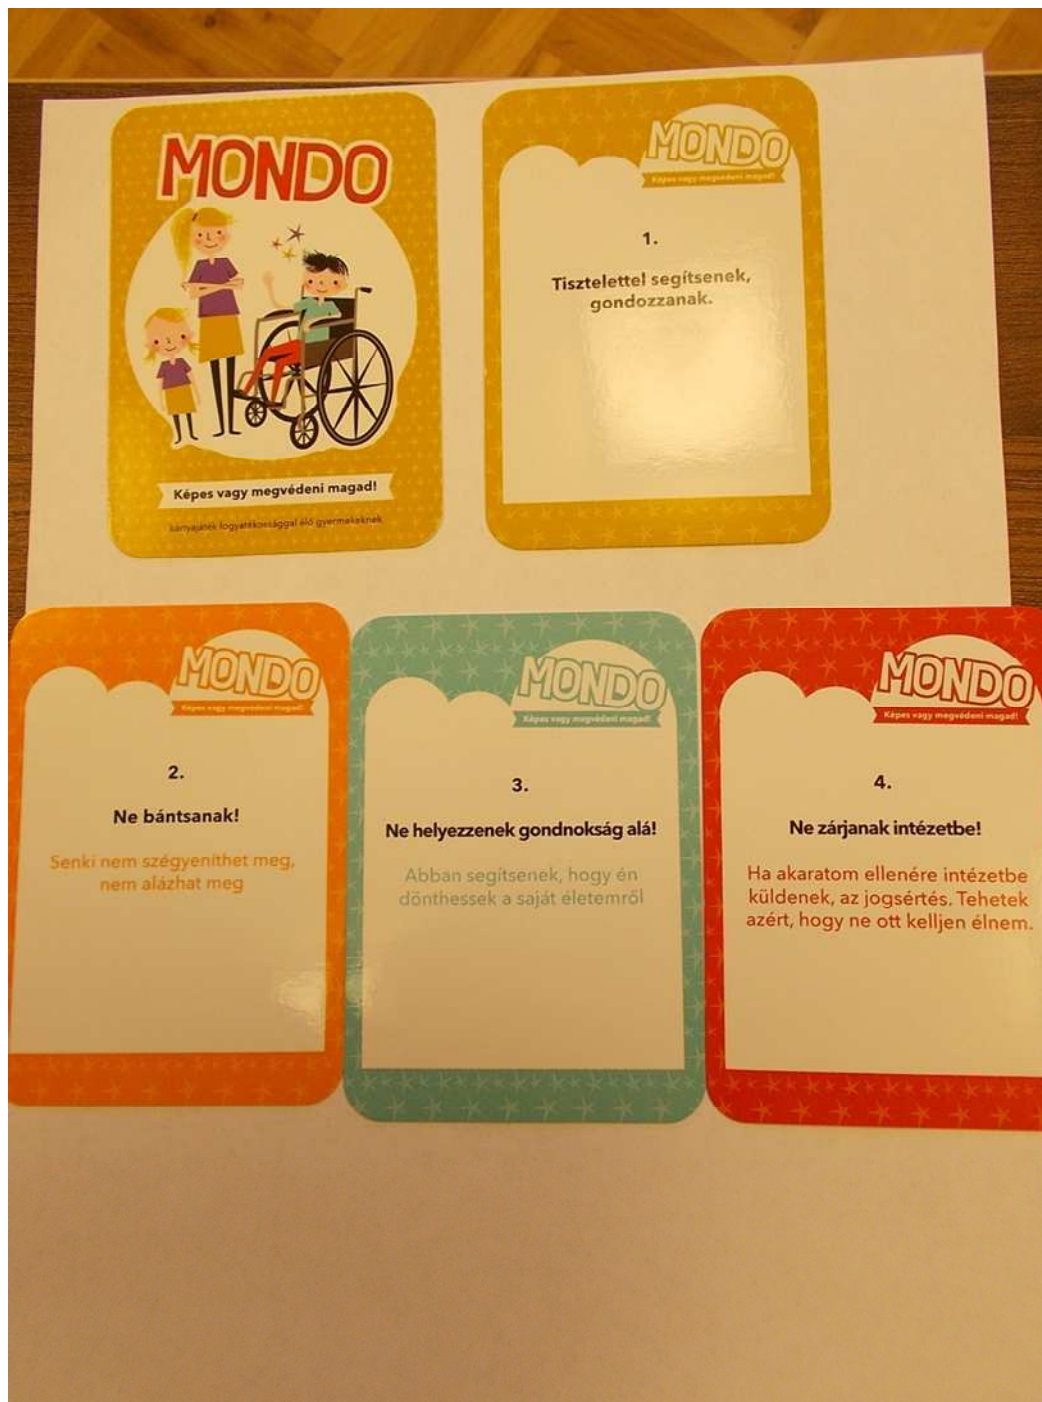 MONDO
Képes vagy megvédeni magad!
kártyajáték fogyatékossággal élő gyermekeknek
MONDO
Képes vagy megvédeni magad!
1.
Tisztelettel segítsenek,
gondozzanak.
MONDO
Képes vagy megvédeni magad!
2.
Ne bántsanak!
Senki nem szégyeníthet meg,
nem alázhat meg
MONDO
Képes vagy megvédeni magad!
3.
Ne helyezzenek gondnokság alá!
Abban segítsenek, hogy én
dönthessek a saját életemről
MONDO
Képes vagy megvédeni magad!
4.
Ne zárjanak intézetbe!
Ha akaratom ellenére intézetbe
küldenek, az jogsértés. Tehetek
azért, hogy ne ott kelljen élnem.